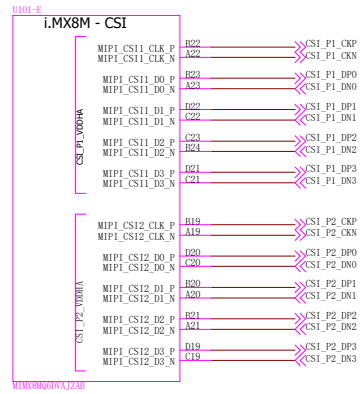 U101-E
i.MX8M - CSI
CSI_P1_VDDHA
MIPI_CSI1_CLK_P B22 CSI_P1_CKP
MIPI_CSI1_CLK_N A22 CSI_P1_CKN
MIPI_CSI1_D0_P B23 CSI_P1_DP0
MIPI_CSI1_D0_N A23 CSI_P1_DN0
MIPI_CSI1_D1_P D22 CSI_P1_DP1
MIPI_CSI1_D1_N C22 CSI_P1_DN1
MIPI_CSI1_D2_P C23 CSI_P1_DP2
MIPI_CSI1_D2_N B24 CSI_P1_DN2
MIPI_CSI1_D3_P D21 CSI_P1_DP3
MIPI_CSI1_D3_N C21 CSI_P1_DN3
CSI_P2_VDDHA
MIPI_CSI2_CLK_P B19 CSI_P2_CKP
MIPI_CSI2_CLK_N A19 CSI_P2_CKN
MIPI_CSI2_D0_P D20 CSI_P2_DP0
MIPI_CSI2_D0_N C20 CSI_P2_DN0
MIPI_CSI2_D1_P B20 CSI_P2_DP1
MIPI_CSI2_D1_N A20 CSI_P2_DN1
MIPI_CSI2_D2_P B21 CSI_P2_DP2
MIPI_CSI2_D2_N A21 CSI_P2_DN2
MIPI_CSI2_D3_P D19 CSI_P2_DP3
MIPI_CSI2_D3_N C19 CSI_P2_DN3
MIMX8MQ6DVAJZAB